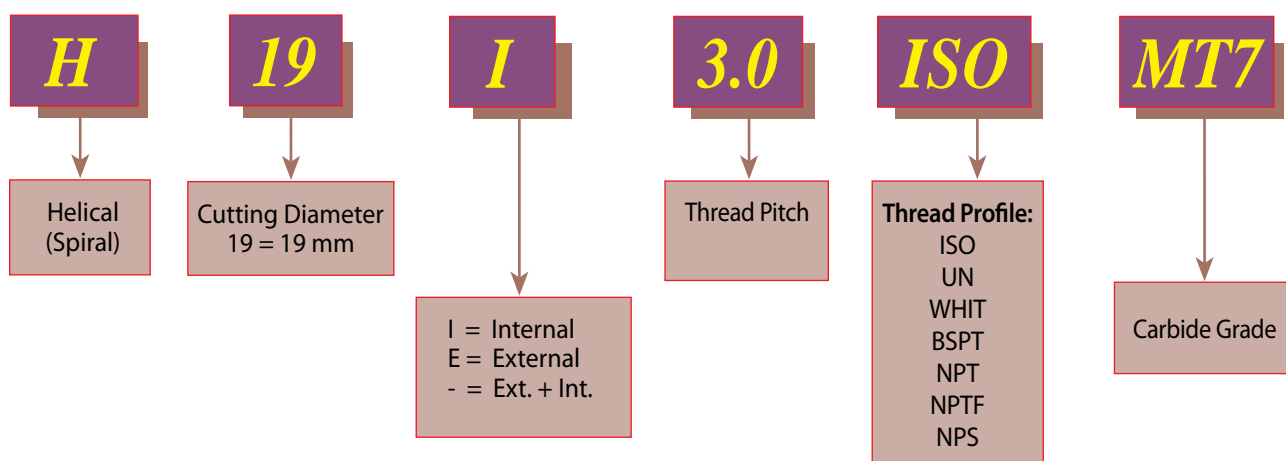 H 19 I 3.0 ISO MT7
Helical
(Spiral)
Cutting Diameter
19 = 19 mm
I = Internal
E = External
- = Ext. + Int.
Thread Pitch
Thread Profile:
ISO
UN
WHIT
BSPT
NPT
NPTF
NPS
Carbide Grade